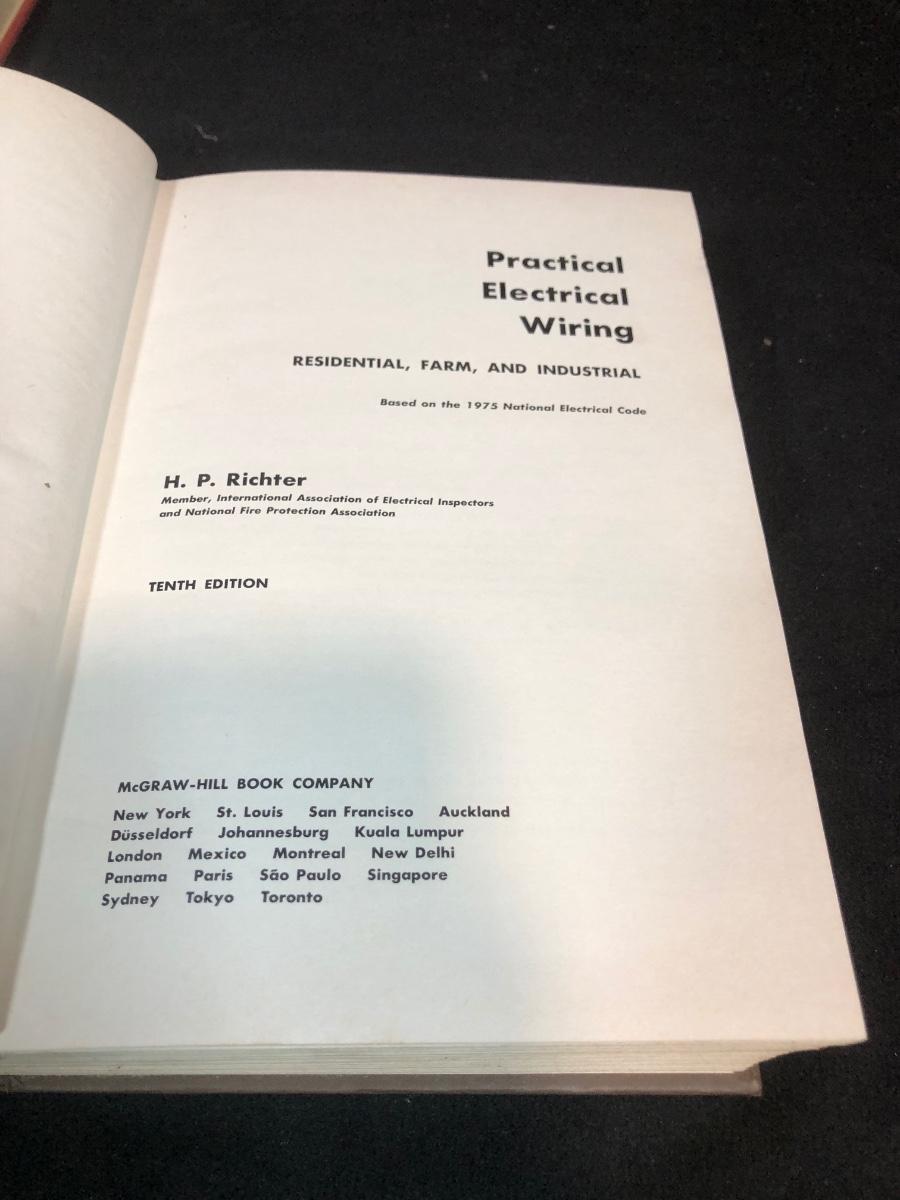 Practical
Electrical
Wiring
RESIDENTIAL, FARM, AND INDUSTRIAL
Based on the 1975 National Electrical Code
H. P. Richter
Member, International Association of Electrical Inspectors
and National Fire Protection Association
TENTH EDITION
McGRAW-HILL BOOK COMPANY
New York St. Louis San Francisco Auckland
Düsseldorf Johannesburg Kuala Lumpur
London Mexico Montreal New Delhi
Panama Paris São Paulo Singapore
Sydney Tokyo Toronto